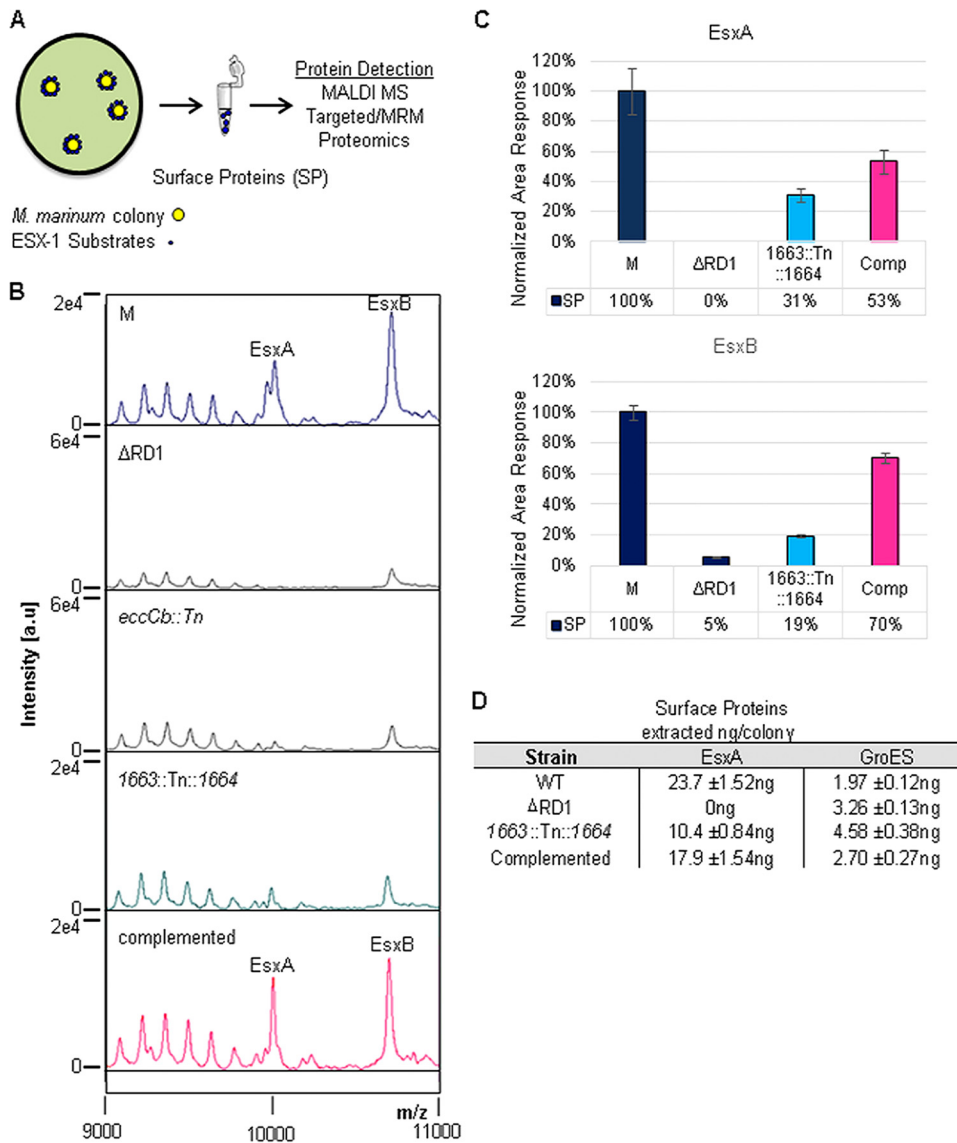 A
Protein Detection
MALDI MS
Targeted/MRM
Proteomics
Surface Proteins (SP)
M. marinum colony
ESX-1 Substrates
B
Intensity [a.u]
2e4
M
EsxA
EsxB
0
6e4
ΔRD1
0
6e4
eccCb::Tn
0
2e4
1663::Tn::1664
0
2e4
complemented
EsxA
EsxB
0
9000 10000 m/z 11000
C
EsxA
Normalized Area Response
120%
100%
80%
60%
40%
20%
0%
M ΔRD1 1663::Tn ::1664 Comp
SP 100% 0% 31% 53%
EsxB
Normalized Area Response
120%
100%
80%
60%
40%
20%
0%
M ΔRD1 1663::Tn ::1664 Comp
SP 100% 5% 19% 70%
D
Surface Proteins
extracted ng/colony
Strain EsxA GroES
WT 23.7 ±1.52ng 1.97 ±0.12ng
ΔRD1 0ng 3.26 ±0.13ng
1663::Tn::1664 10.4 ±0.84ng 4.58 ±0.38ng
Complemented 17.9 ±1.54ng 2.70 ±0.27ng